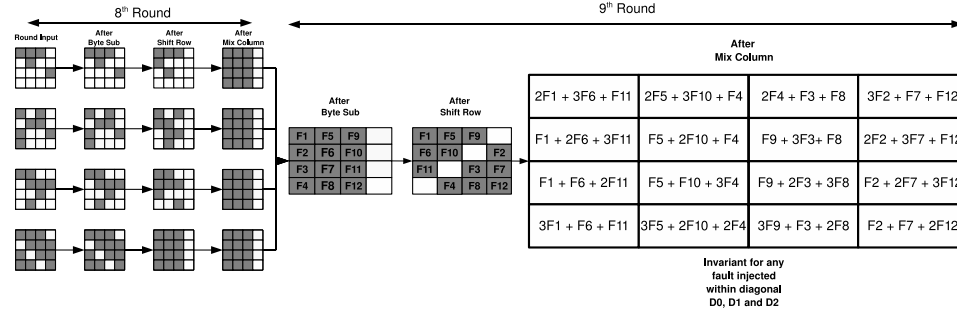 8th Round
9th Round
Round Input
After
Byte Sub
After
Shift Row
After
Mix Column
After
Byte Sub
F1 F5 F9
F2 F6 F10
F3 F7 F11
F4 F8 F12
After
Shift Row
F1 F5 F9
F6 F10 F2
F11 F3 F7
F4 F8 F12
After
Mix Column
2F1 + 3F6 + F11 2F5 + 3F10 + F4 2F4 + F3 + F8 3F2 + F7 + F12
F1 + 2F6 + 3F11 F5 + 2F10 + F4 F9 + 3F3+ F8 2F2 + 3F7 + F12
F1 + F6 + 2F11 F5 + F10 + 3F4 F9 + 2F3 + 3F8 F2 + 2F7 + 3F12
3F1 + F6 + F11 3F5 + 2F10 + 2F4 3F9 + F3 + 2F8 F2 + F7 + 2F12
Invariant for any
fault injected
within diagonal
D0, D1 and D2